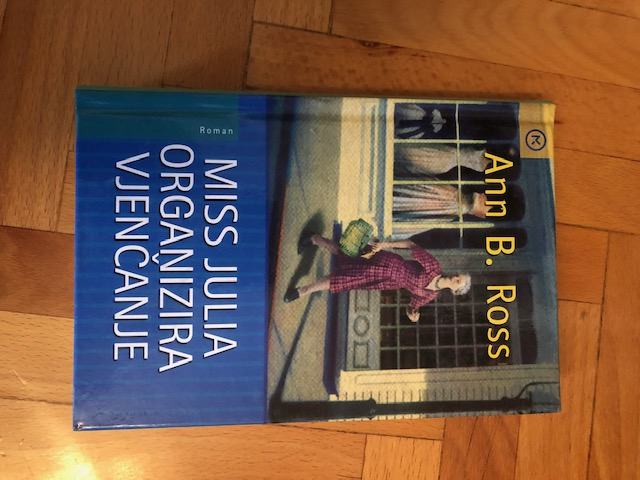 Ann B. Ross
Roman
MISS JULIA
ORGANIZIRA
VJENČANJE